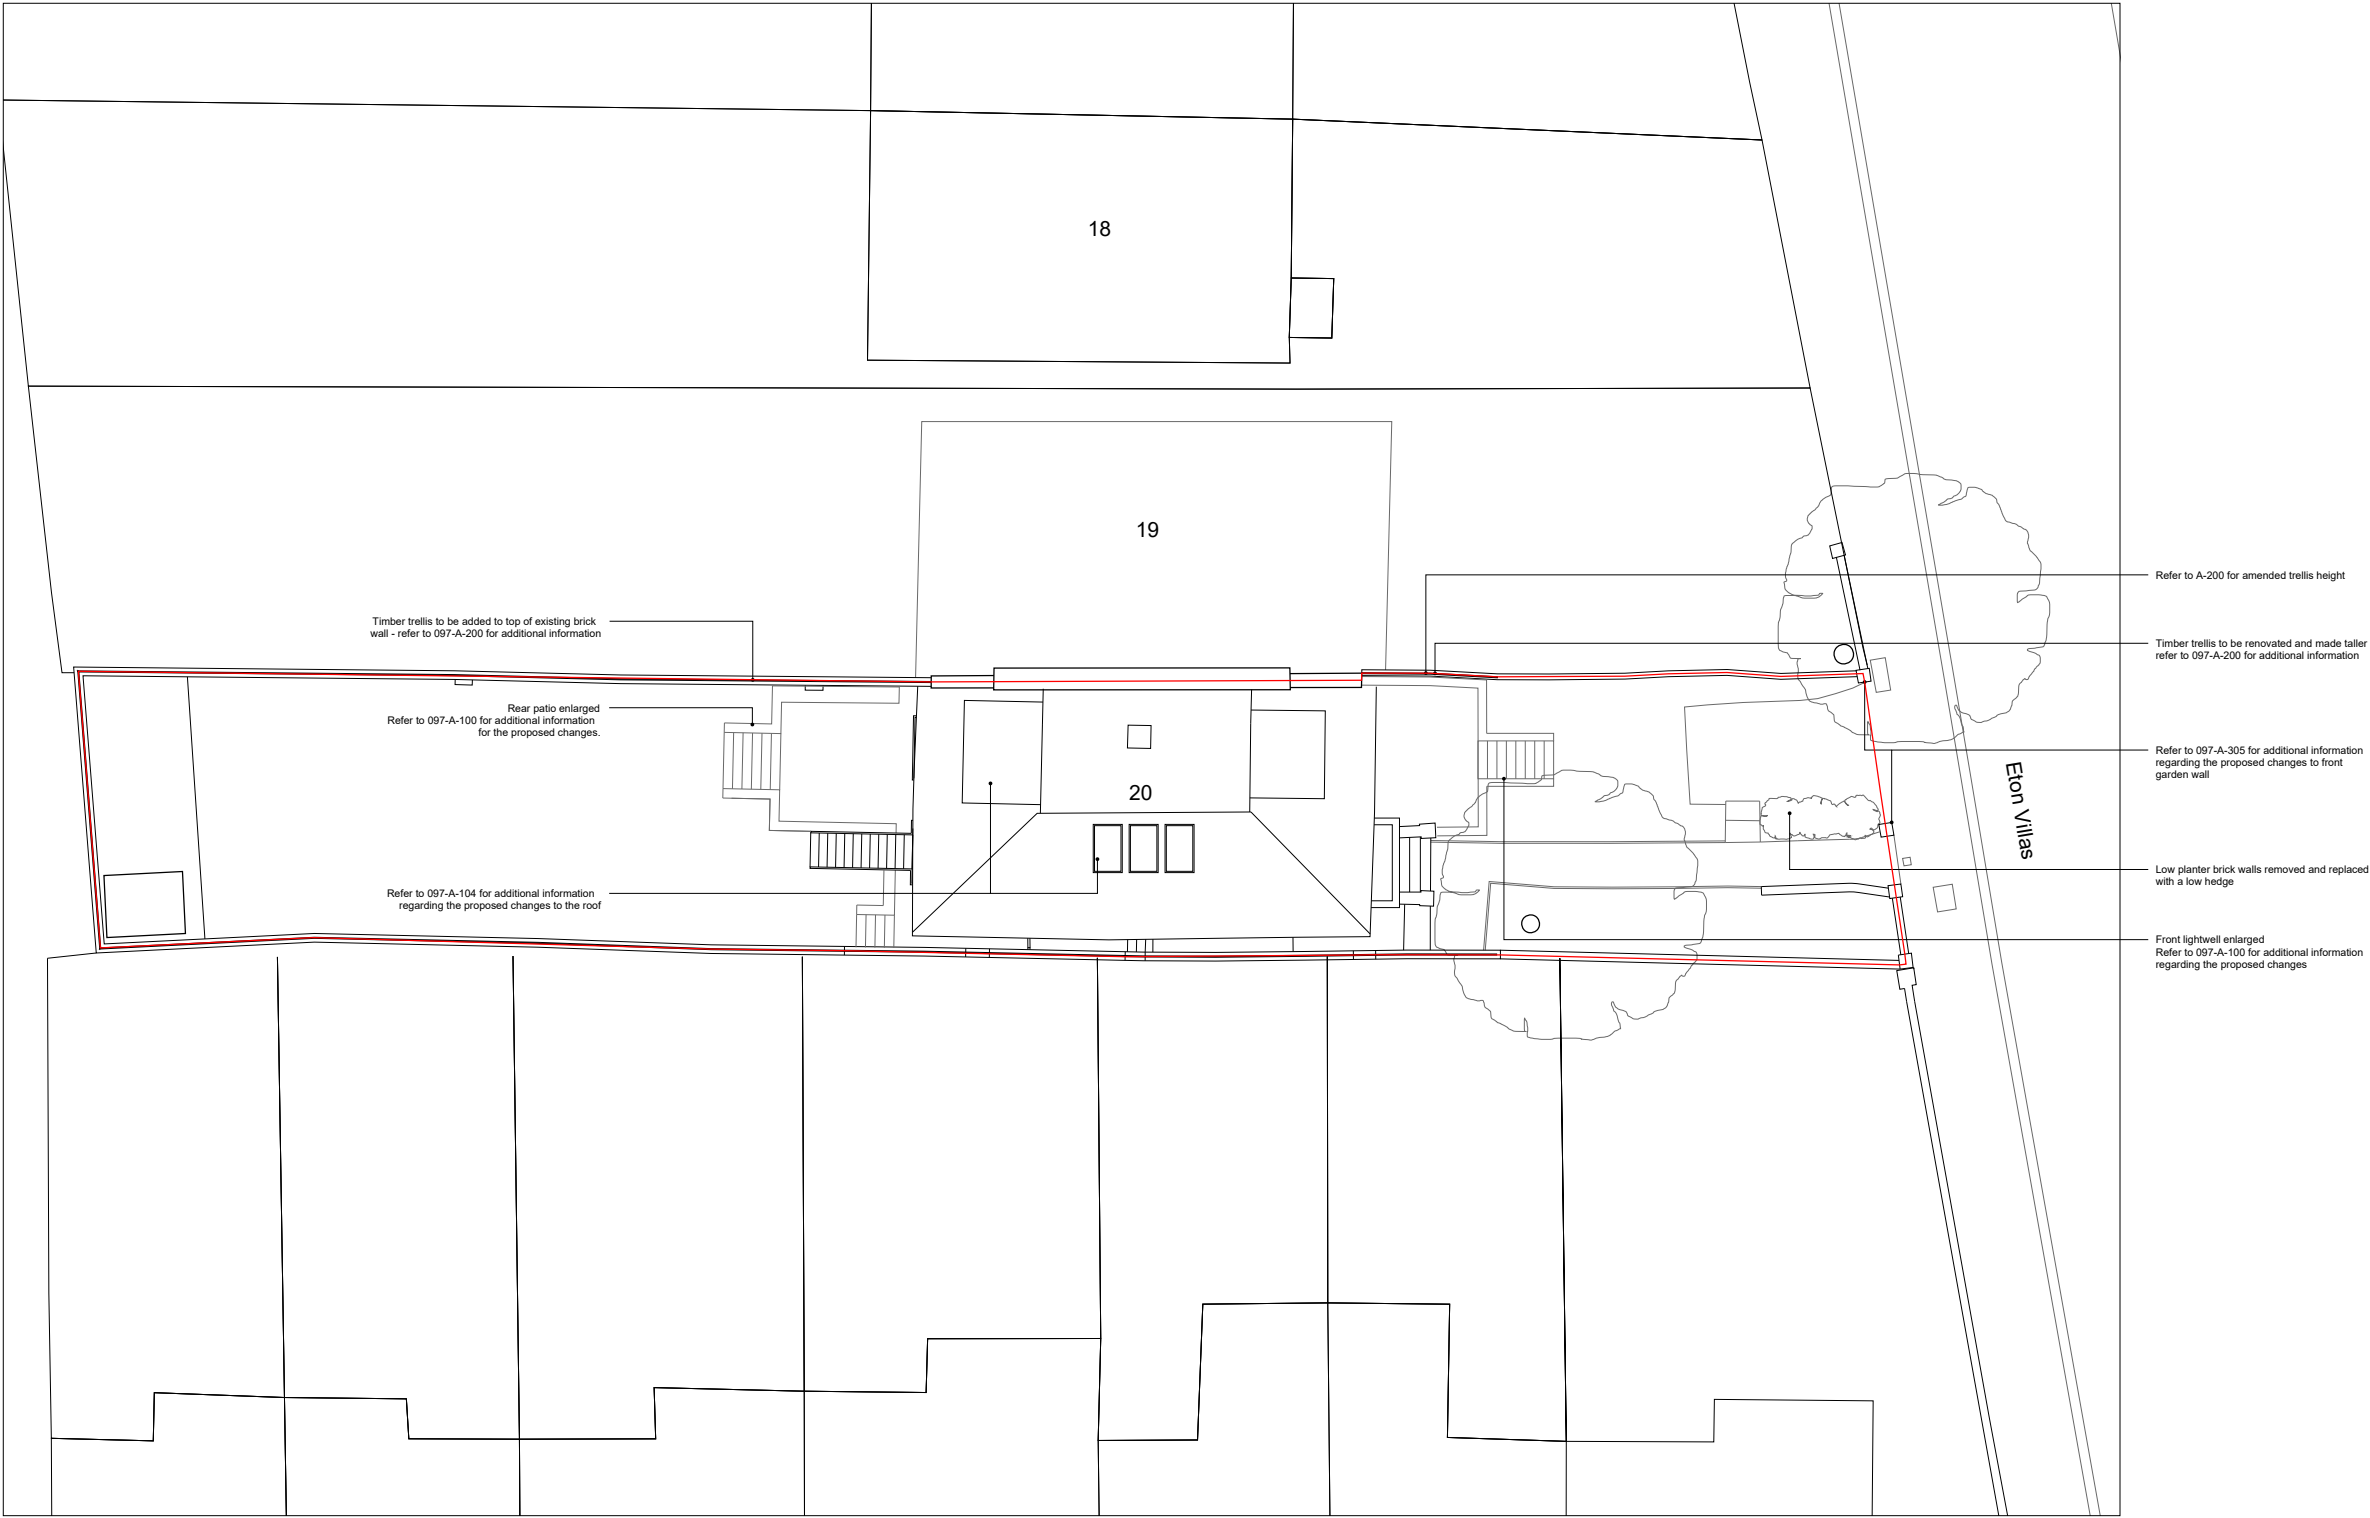 18
19
Refer to A-200 for amended trellis height
Timber trellis to be added to top of existing brick
wall - refer to 097-A-200 for additional information
Timber trellis to be renovated and made taller
refer to 097-A-200 for additional information
Rear patio enlarged
Refer to 097-A-100 for additional information
for the proposed changes.
Refer to 097-A-305 for additional information
regarding the proposed changes to front
garden wall
20
Eton Villas
Low planter brick walls removed and replaced
with a low hedge
Refer to 097-A-104 for additional information
regarding the proposed changes to the roof
Front lightwell enlarged
Refer to 097-A-100 for additional information
regarding the proposed changes